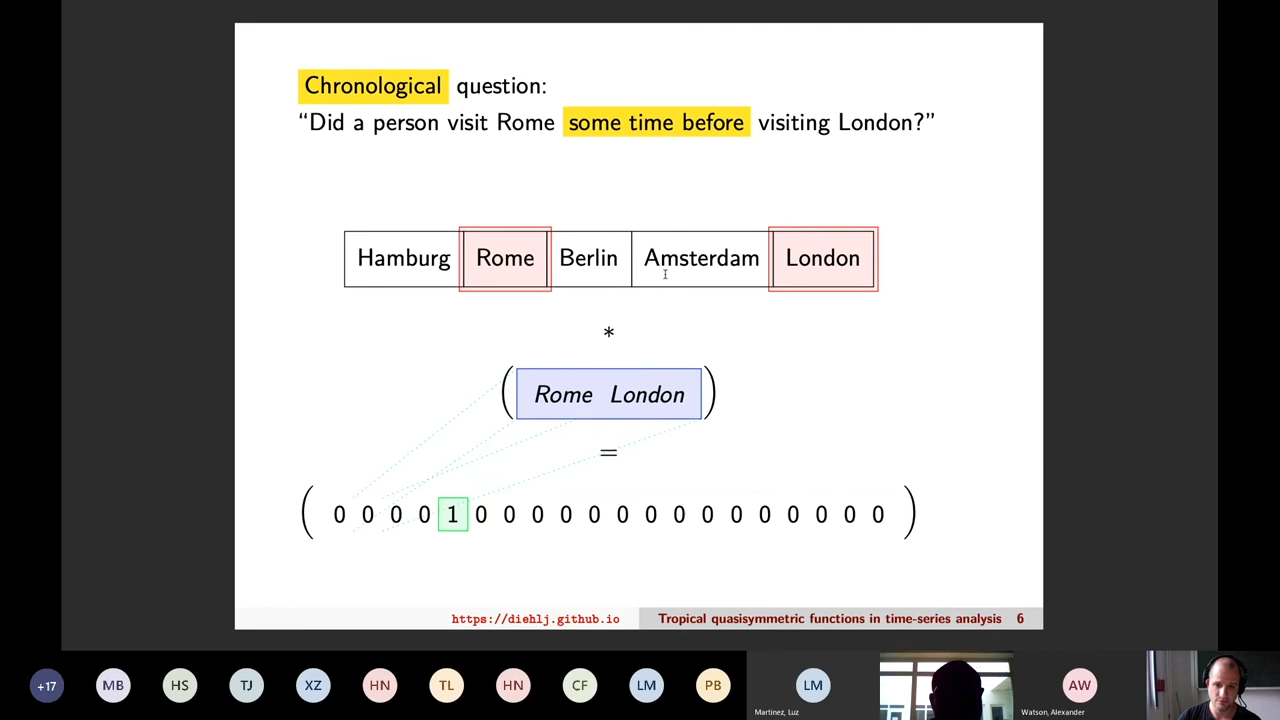 Chronological question:
“Did a person visit Rome some time before visiting London?”
Hamburg Rome Berlin Amsterdam London
*
( Rome London )
=
( 0 0 0 0 1 0 0 0 0 0 0 0 0 0 0 0 0 0 0 0 )
https://diehlj.github.io Tropical quasisymmetric functions in time-series analysis 6
+17 MB HS TJ XZ HN TL HN CF LM PB LM AW
Martinez, Luz Watson, Alexander